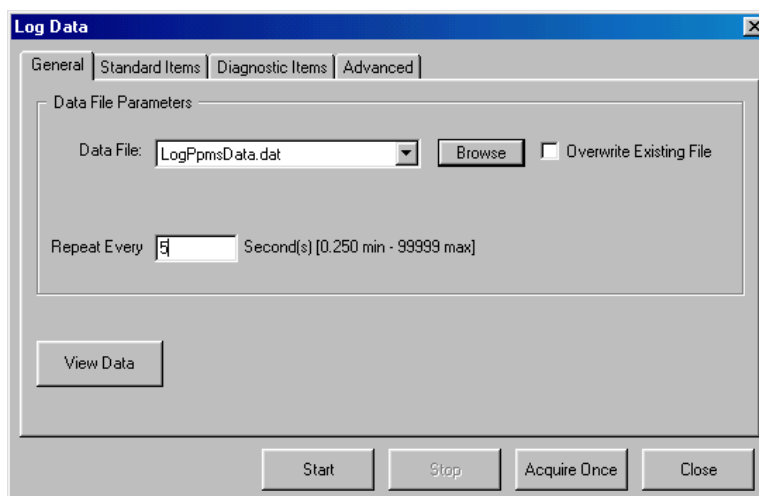 Log Data
General Standard Items Diagnostic Items Advanced
Data File Parameters
Data File: LogPpmsData.dat Browse Overwrite Existing File
Repeat Every 5 Second(s) [0.250 min - 99999 max]
View Data
Start Stop Acquire Once Close